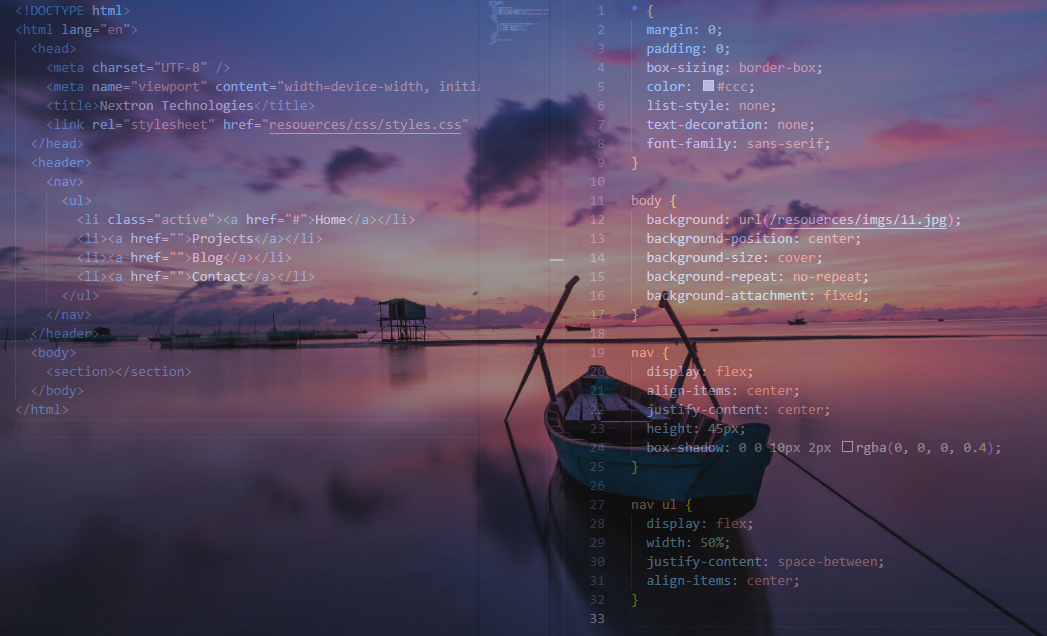 <!DOCTYPE html>
<html lang="en">
<head>
<meta charset="UTF-8" />
<meta name="viewport" content="width=device-width, initia
<title>Nextron Technologies</title>
<link rel="stylesheet" href="resouerces/css/styles.css"
</head>
<header>
<nav>
<ul>
<li class="active"><a href="#">Home</a></li>
<li><a href="">Projects</a></li>
<li><a href="">Blog</a></li>
<li><a href="">Contact</a></li>
</ul>
</nav>
</header>
<body>
<section></section>
</body>
</html>
1 * {
2 margin: 0;
3 padding: 0;
4 box-sizing: border-box;
5 color: #ccc;
6 list-style: none;
7 text-decoration: none;
8 font-family: sans-serif;
9 }
10
11 body {
12 background: url(/resouerces/imgs/11.jpg);
13 background-position: center;
14 background-size: cover;
15 background-repeat: no-repeat;
16 background-attachment: fixed;
17 }
18
19 nav {
20 display: flex;
21 align-items: center;
22 justify-content: center;
23 height: 45px;
24 box-shadow: 0 0 10px 2px rgba(0, 0, 0, 0.4);
25 }
26
27 nav ul {
28 display: flex;
29 width: 50%;
30 justify-content: space-between;
31 align-items: center;
32 }
33